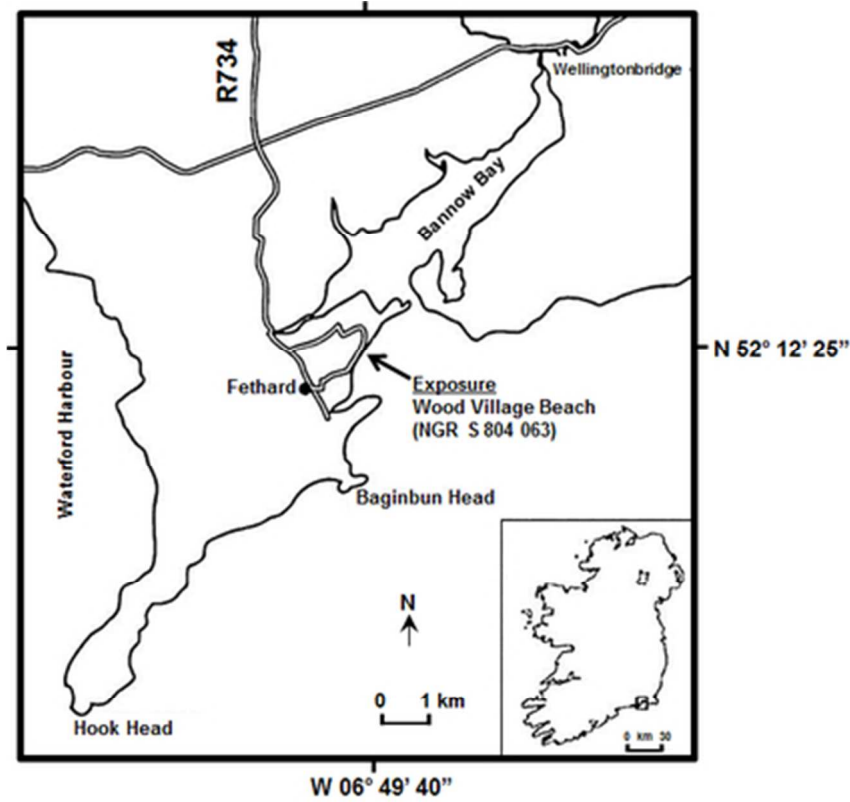 R734
Wellingtonbridge
Bannow Bay
N 52° 12' 25”
Waterford Harbour
Fethard
Exposure
Wood Village Beach
(NGR S 804 063)
Baginbun Head
N
0 1 km
Hook Head
0 km 30
W 06° 49' 40”